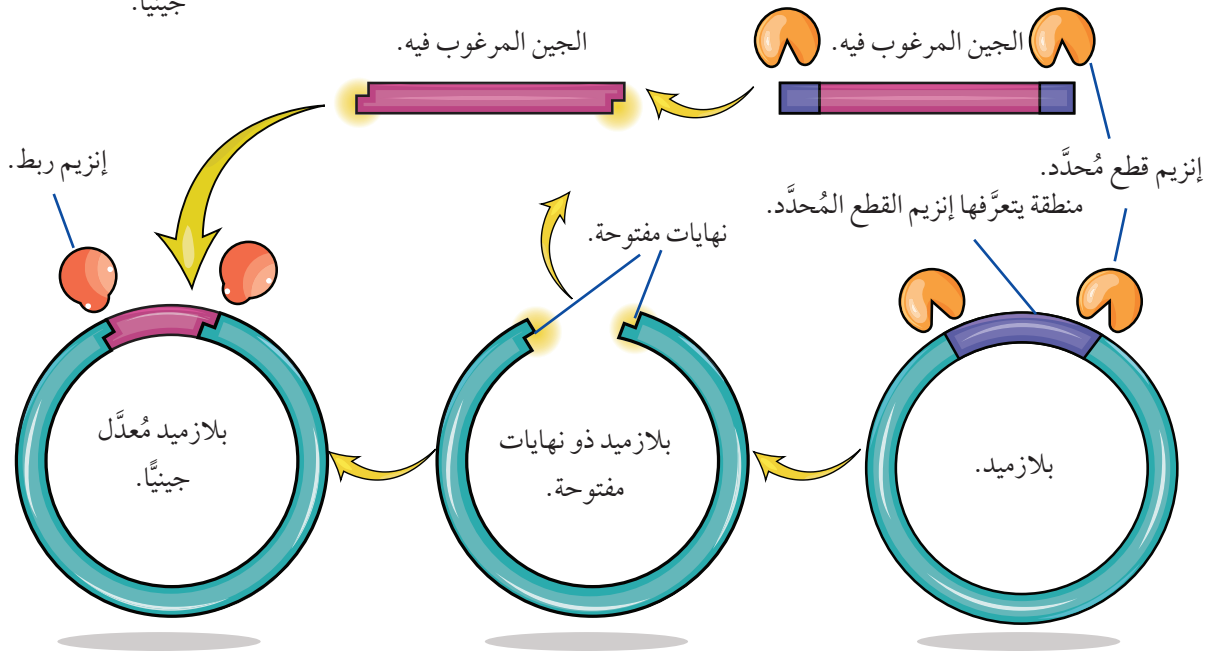 جينيًّا.
الجين المرغوب فيه.
الجين المرغوب فيه.
إنزيم قطع مُحدَّد.
منطقة يتعرَّفها إنزيم القطع المُحدَّد.
نهايات مفتوحة.
إنزيم ربط.
بلازميد.
بلازميد ذو نهايات
مفتوحة.
بلازميد مُعدَّل
جينيًّا.